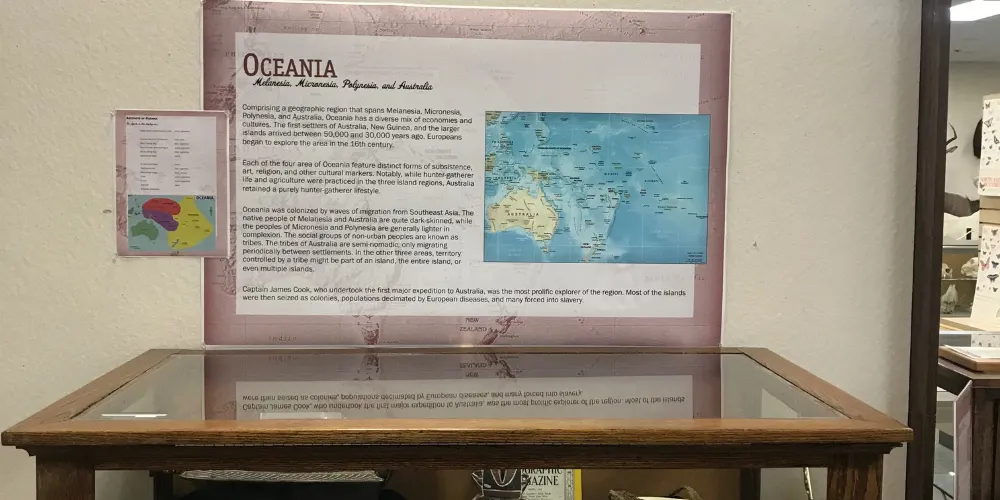 OCEANIA
Melanesia, Micronesia, Polynesia, and Australia
Comprising a geographic region that spans Melanesia, Micronesia,
Polynesia, and Australia, Oceania has a diverse mix of economies and
cultures. The first settlers of Australia, New Guinea, and the larger
islands arrived between 50,000 and 30,000 years ago. Europeans
began to explore the area in the 16th century.
Each of the four area of Oceania feature distinct forms of subsistence,
art, religion, and other cultural markers. Notably, while hunter-gatherer
life and agriculture were practiced in the three island regions, Australia
retained a purely hunter-gatherer lifestyle.
Oceania was colonized by waves of migration from Southeast Asia. The
native people of Melanesia and Australia are quite dark-skinned, while
the peoples of Micronesia and Polynesia are generally lighter in
complexion. The social groups of non-urban peoples are known as
tribes. The tribes of Australia are semi-nomadic, only migrating
periodically between settlements. In the other three areas, territory
controlled by a tribe might be part of an island, the entire island, or
even multiple islands.
Captain James Cook, who undertook the first major expedition to Australia, was the most prolific explorer of the region. Most of the islands
were then seized as colonies, populations decimated by European diseases, and many forced into slavery.
AUSTRALIA
OCEANIA
NEW
ZEALAND